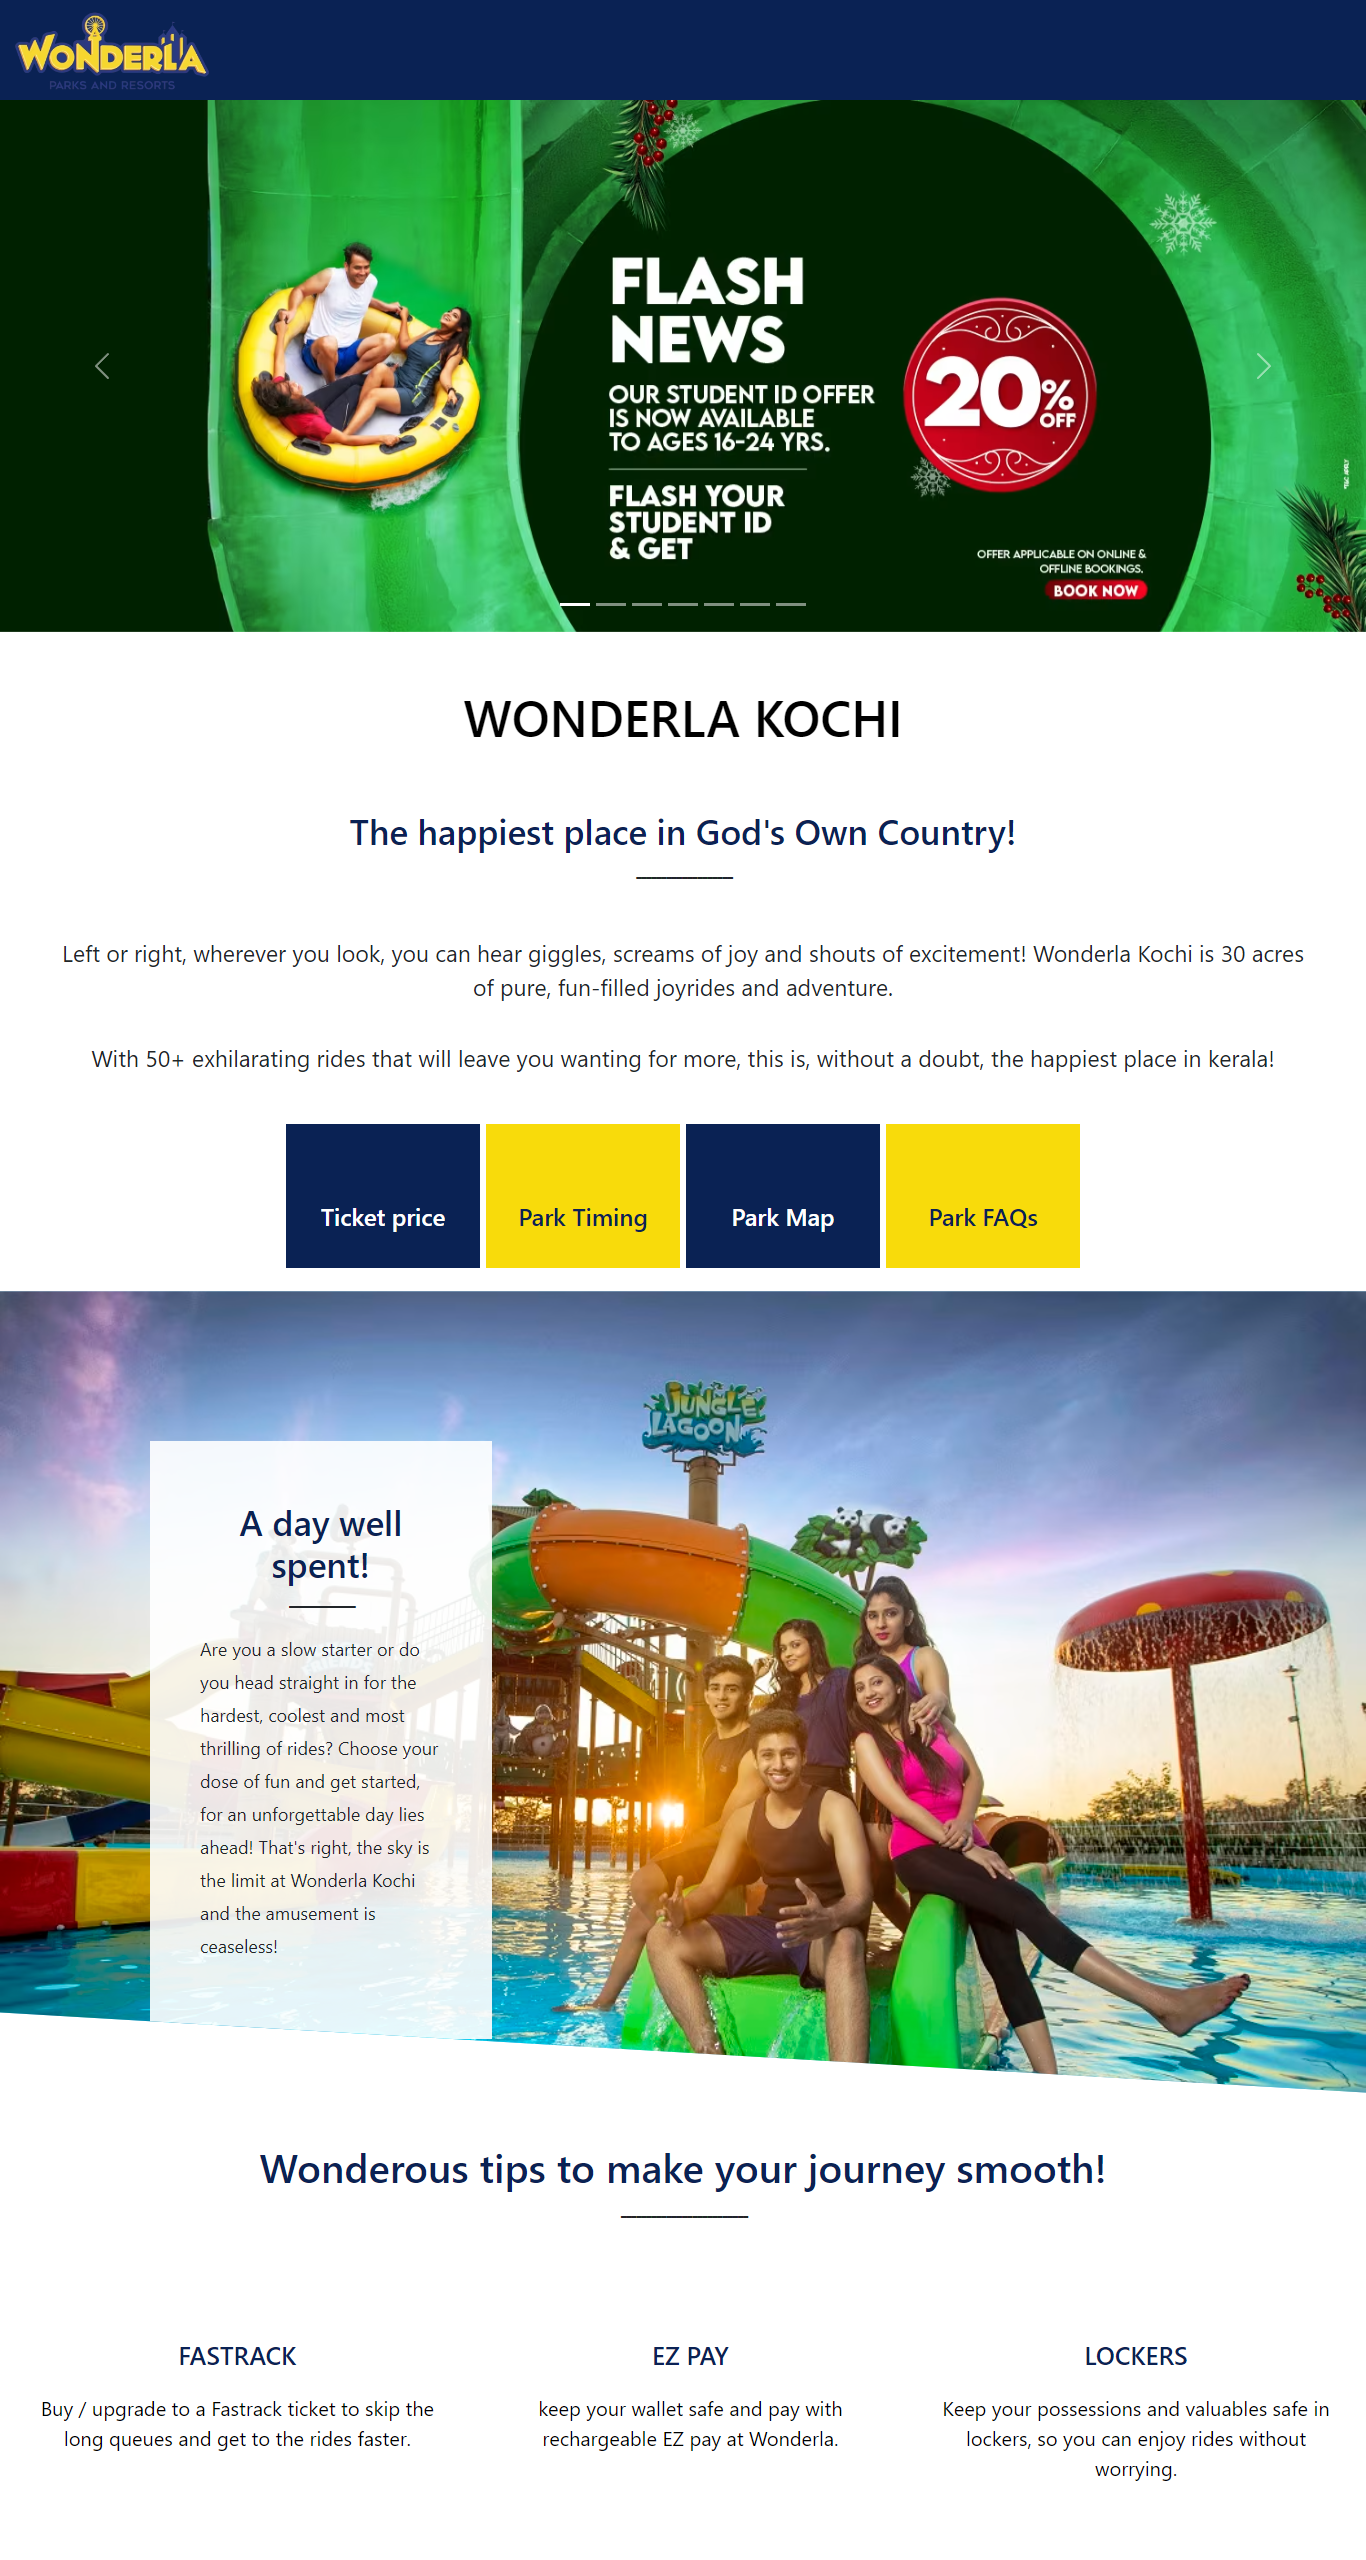 WONDERLA
PARKS AND RESORTS
FLASH
NEWS
OUR STUDENT ID OFFER
IS NOW AVAILABLE
TO AGES 16-24 YRS.
FLASH YOUR
STUDENT ID
& GET
20%
OFF
*T&C APPLY
OFFER APPLICABLE ON ONLINE &
OFFLINE BOOKINGS.
BOOK NOW
WONDERLA KOCHI
The happiest place in God's Own Country!
Left or right, wherever you look, you can hear giggles, screams of joy and shouts of excitement! Wonderla Kochi is 30 acres
of pure, fun-filled joyrides and adventure.
With 50+ exhilarating rides that will leave you wanting for more, this is, without a doubt, the happiest place in kerala!
Ticket price
Park Timing
Park Map
Park FAQs
JUNGLE
LAGOON
A day well
spent!
Are you a slow starter or do
you head straight in for the
hardest, coolest and most
thrilling of rides? Choose your
dose of fun and get started,
for an unforgettable day lies
ahead! That's right, the sky is
the limit at Wonderla Kochi
and the amusement is
ceaseless!
Wonderous tips to make your journey smooth!
FASTRACK
Buy / upgrade to a Fastrack ticket to skip the
long queues and get to the rides faster.
EZ PAY
keep your wallet safe and pay with
rechargeable EZ pay at Wonderla.
LOCKERS
Keep your possessions and valuables safe in
lockers, so you can enjoy rides without
worrying.